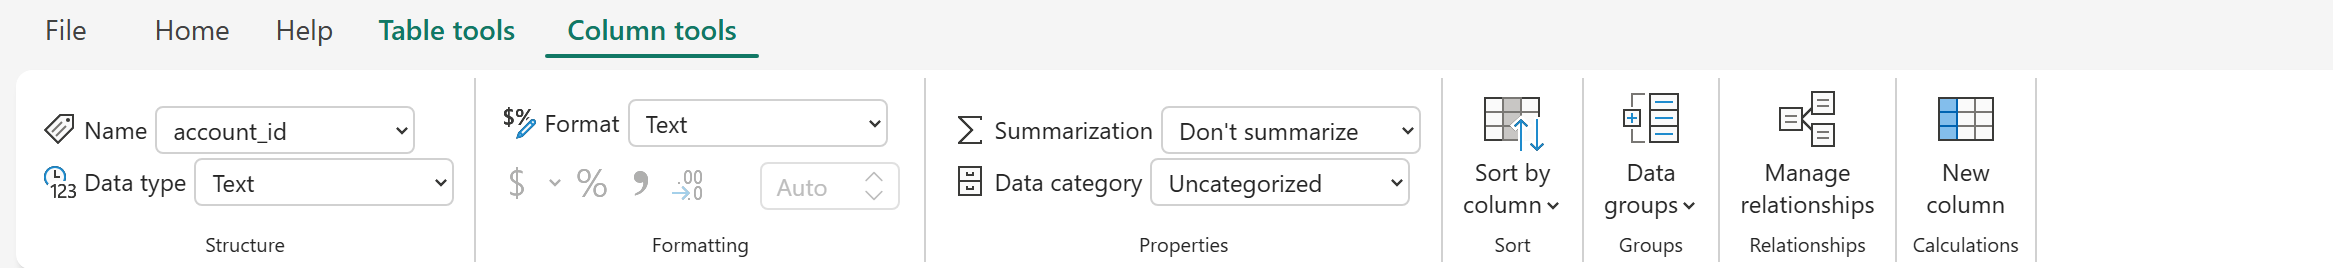 File Home Help Table tools Column tools
Name account_id
Data type Text
Structure
$% Format Text
$ % , .00 .0 Auto
Formatting
Summarization Don't summarize
Data category Uncategorized
Properties
Sort by
column
Sort
Data
groups
Groups
Manage
relationships
Relationships
New
column
Calculations
123